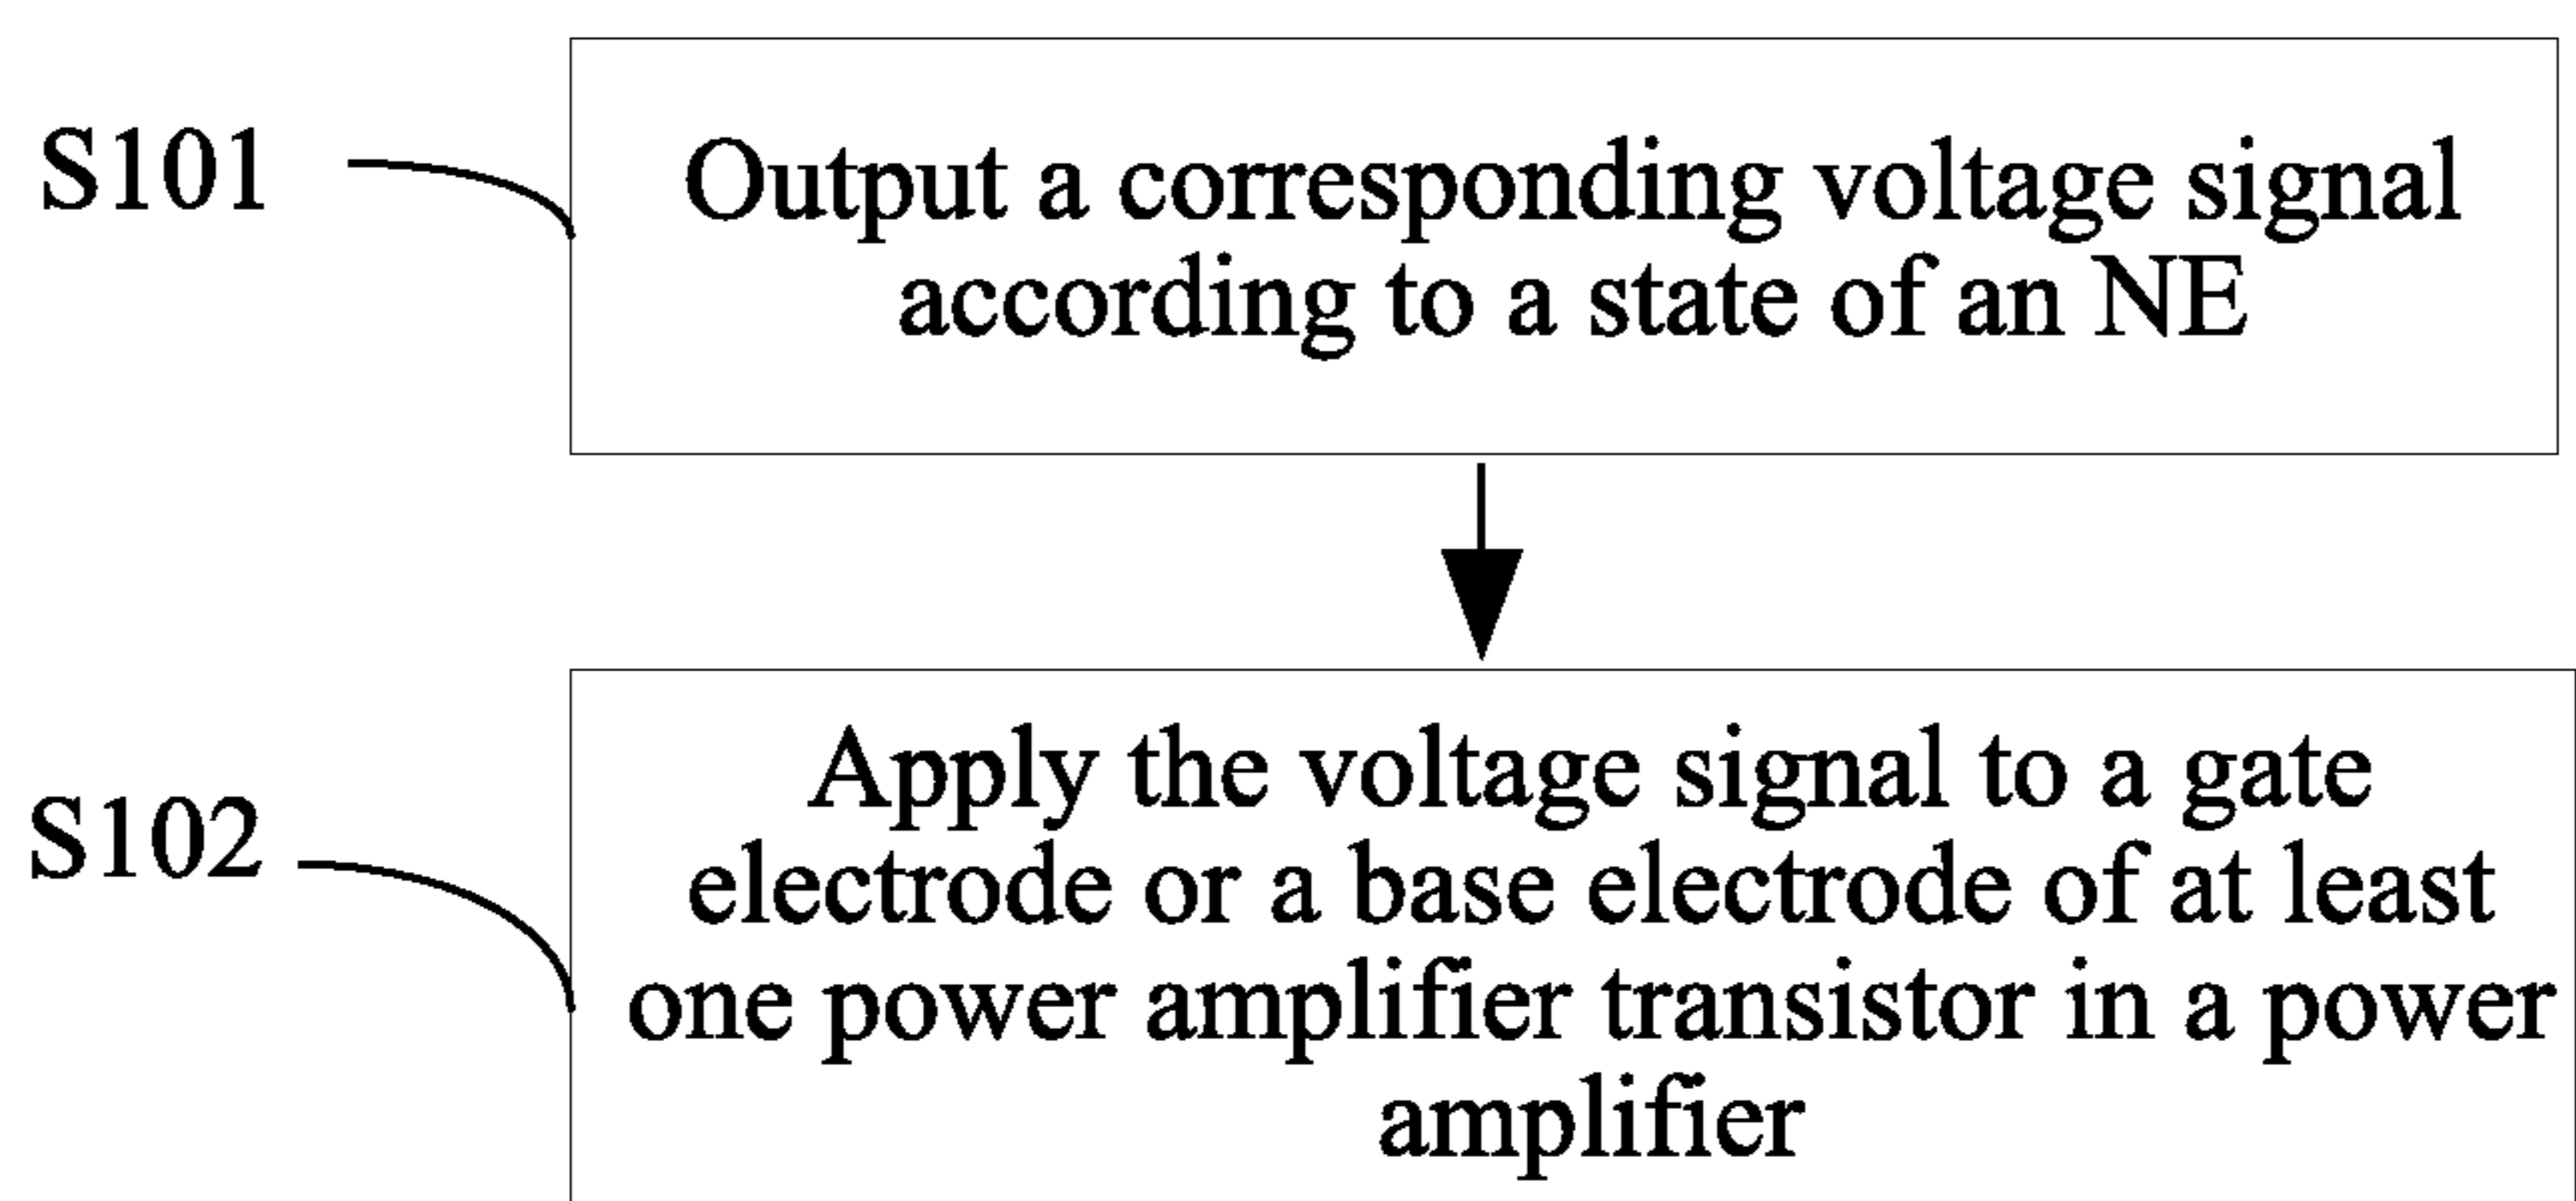 S101
Output a corresponding voltage signal
according to a state of an NE
S102
Apply the voltage signal to a gate
electrode or a base electrode of at least
one power amplifier transistor in a power
amplifier